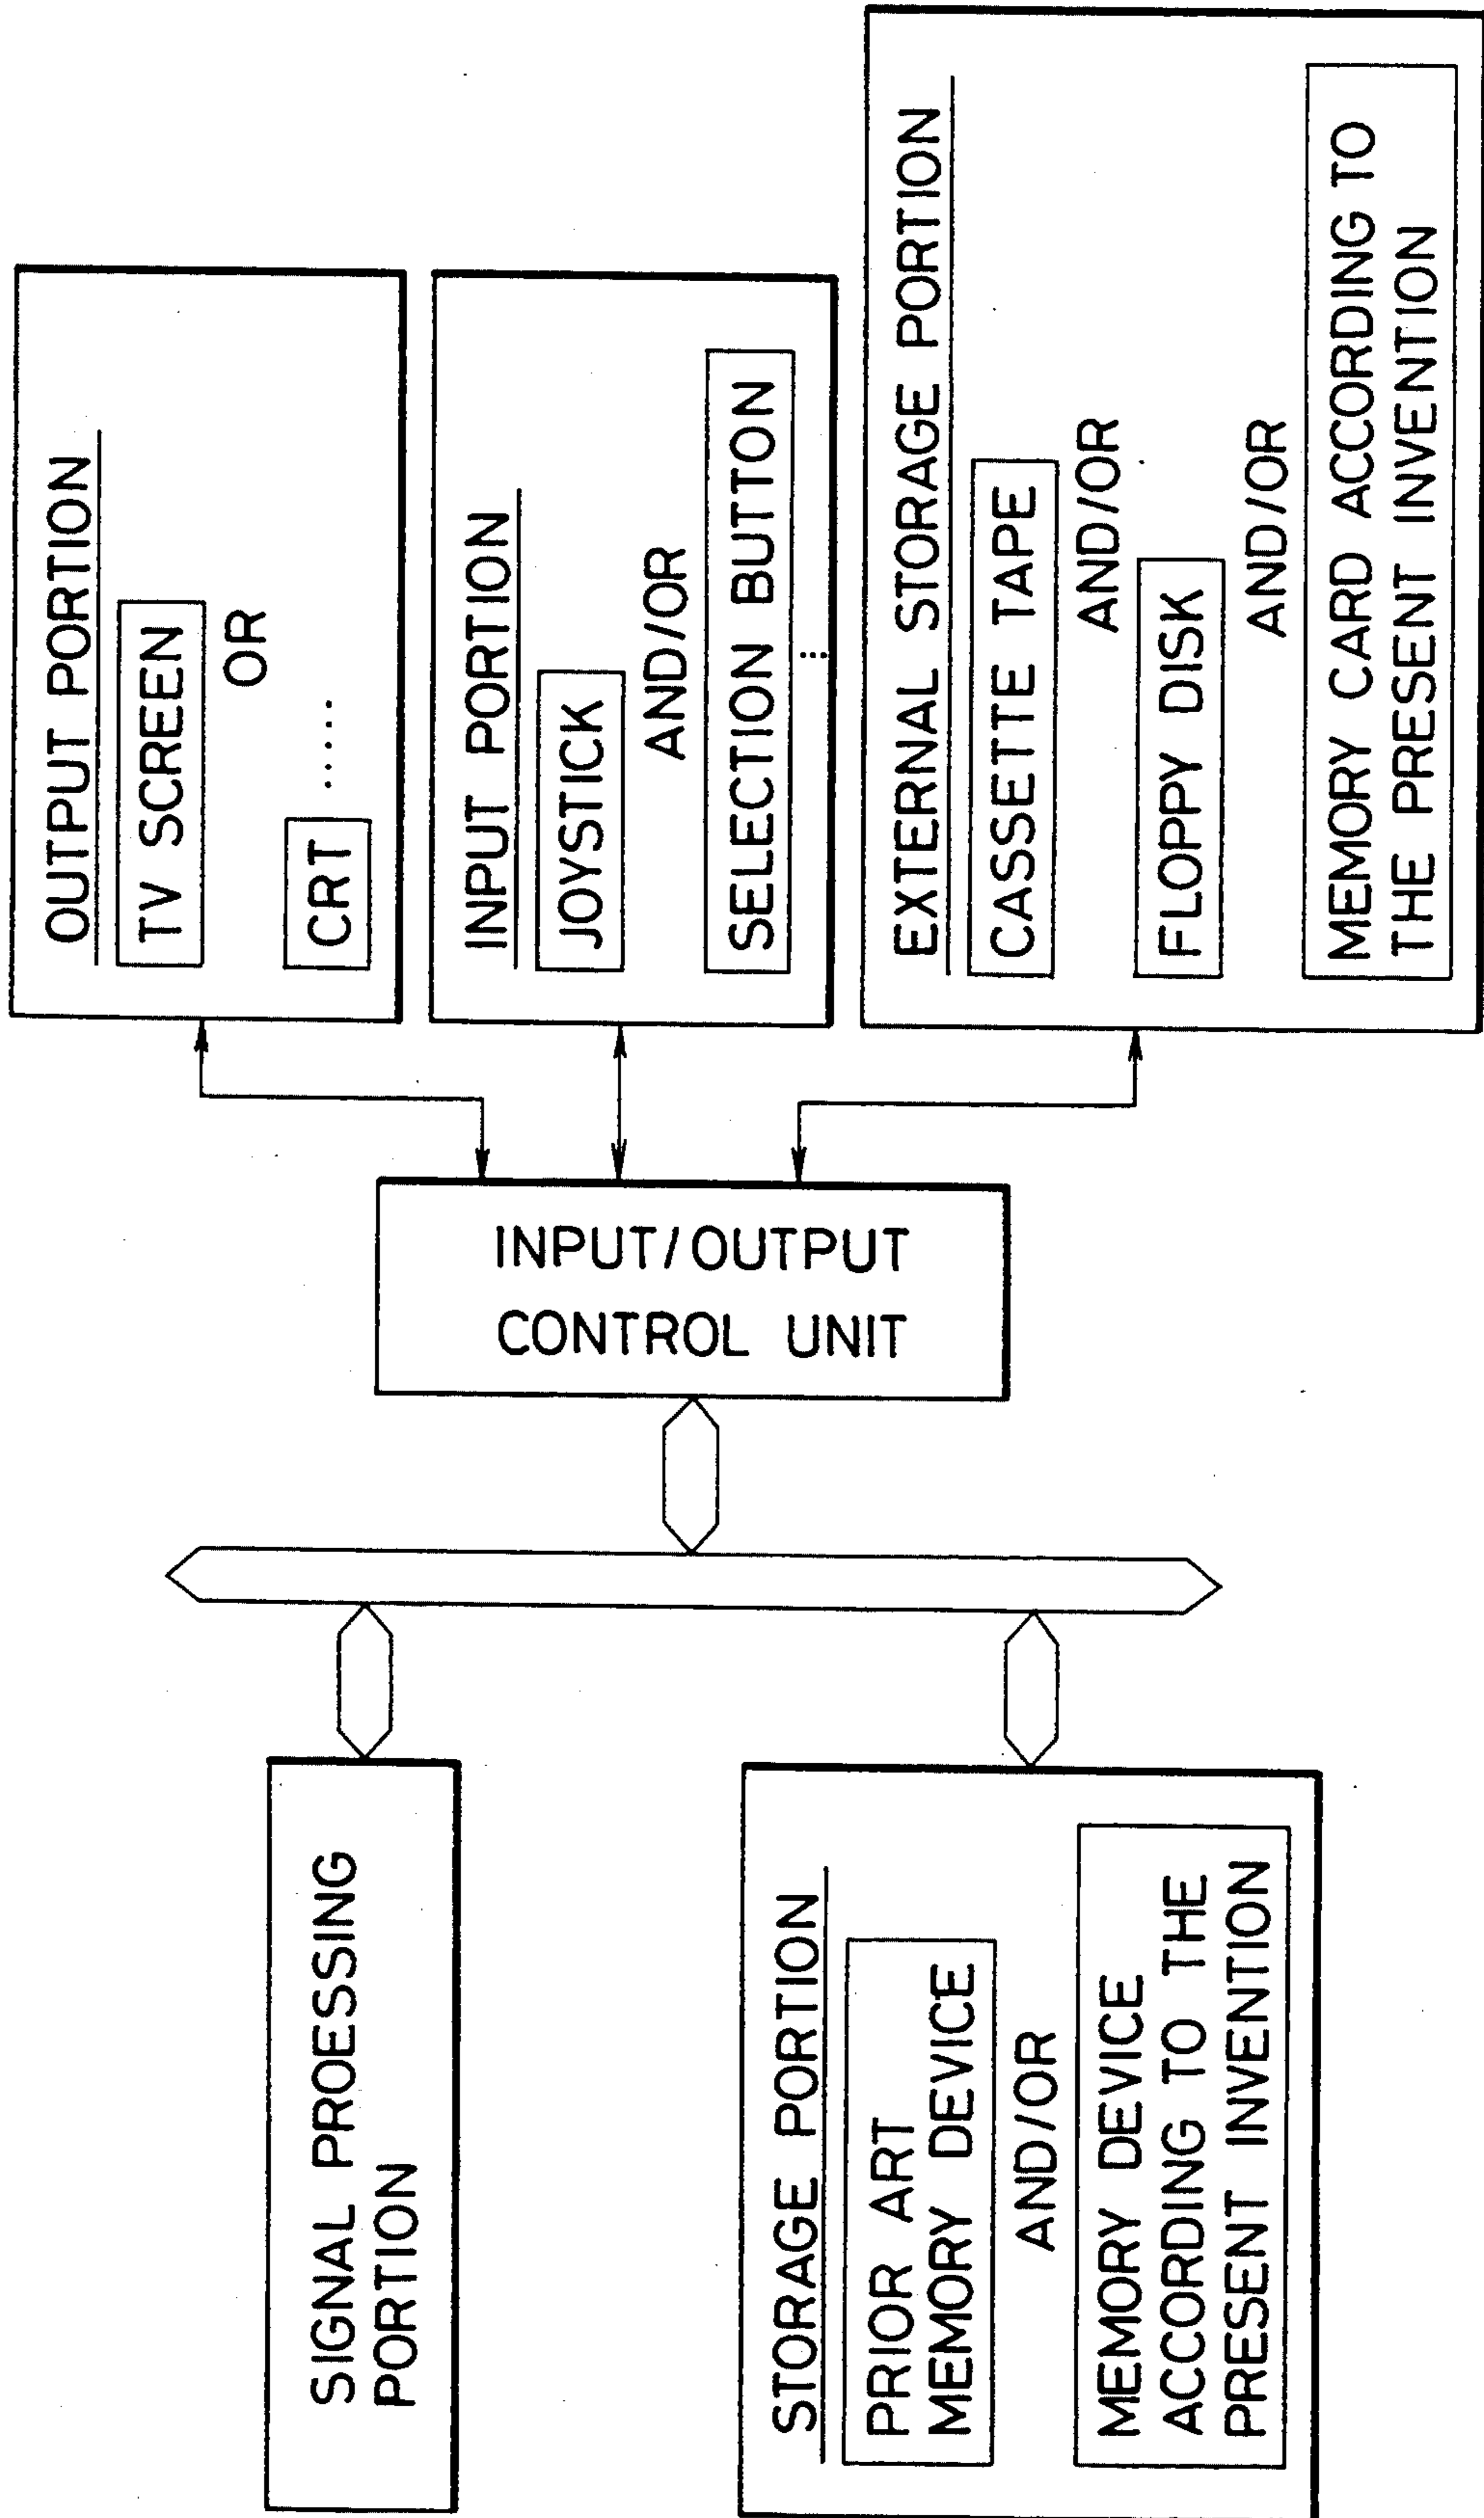 SIGNAL PROESSING
PORTION
STORAGE PORTION
PRIOR ART
MEMORY DEVICE
AND/OR
MEMORY DEVICE
ACCORDING TO THE
PRESENT INVENTION
INPUT/OUTPUT
CONTROL UNIT
OUTPUT PORTION
TV SCREEN
OR
CRT .....
INPUT PORTION
JOYSTICK
AND/OR
SELECTION BUTTON
...
EXTERNAL STORAGE PORTION
CASSETTE TAPE
AND/OR
FLOPPY DISK
AND/OR
MEMORY CARD ACCORDING TO
THE PRESENT INVENTION